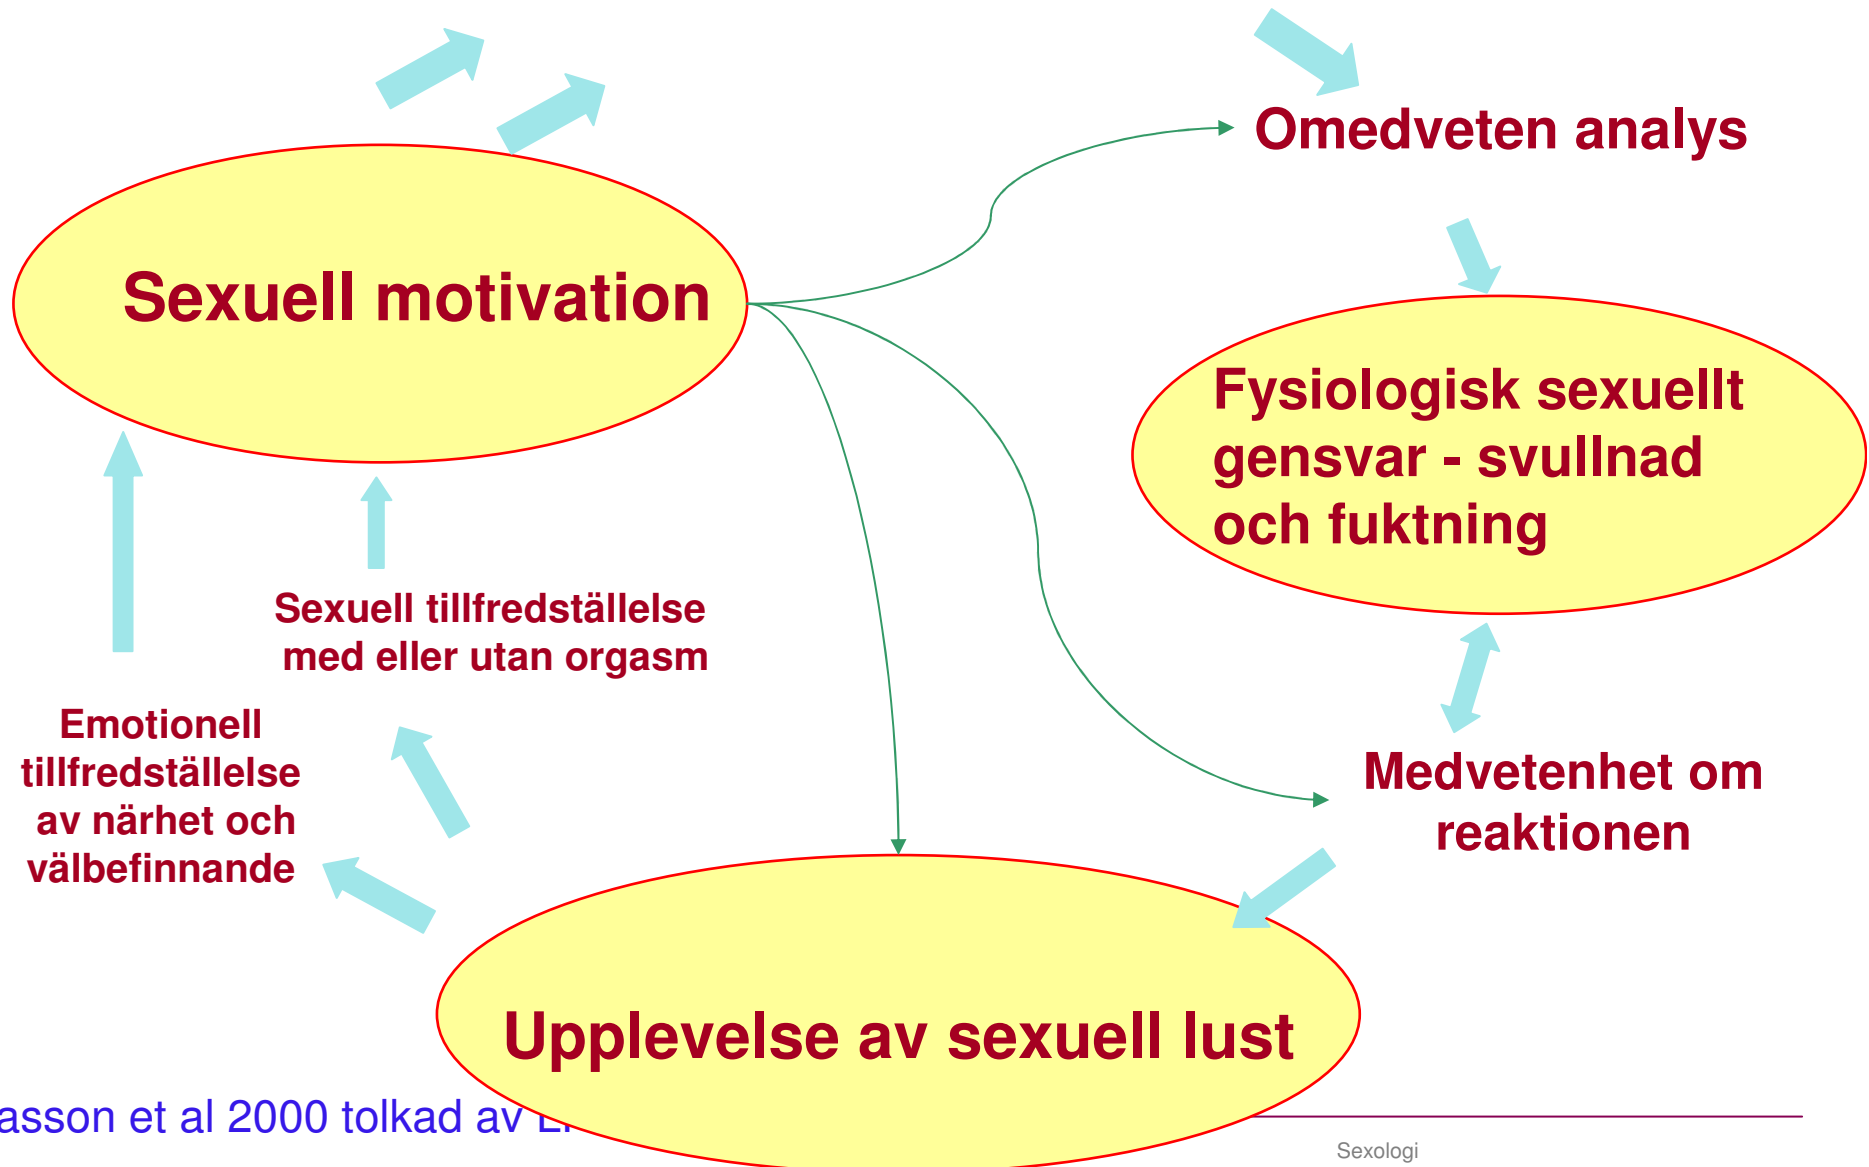 Omedveten analys
Sexuell motivation
Fysiologisk sexuellt
gensvar - svullnad
och fuktning
Sexuell tillfredställelse
med eller utan orgasm
Emotionell
tillfredställelse
av närhet och
välbefinnande
Medvetenhet om
reaktionen
Upplevelse av sexuell lust
asson et al 2000 tolkad av
Sexologi